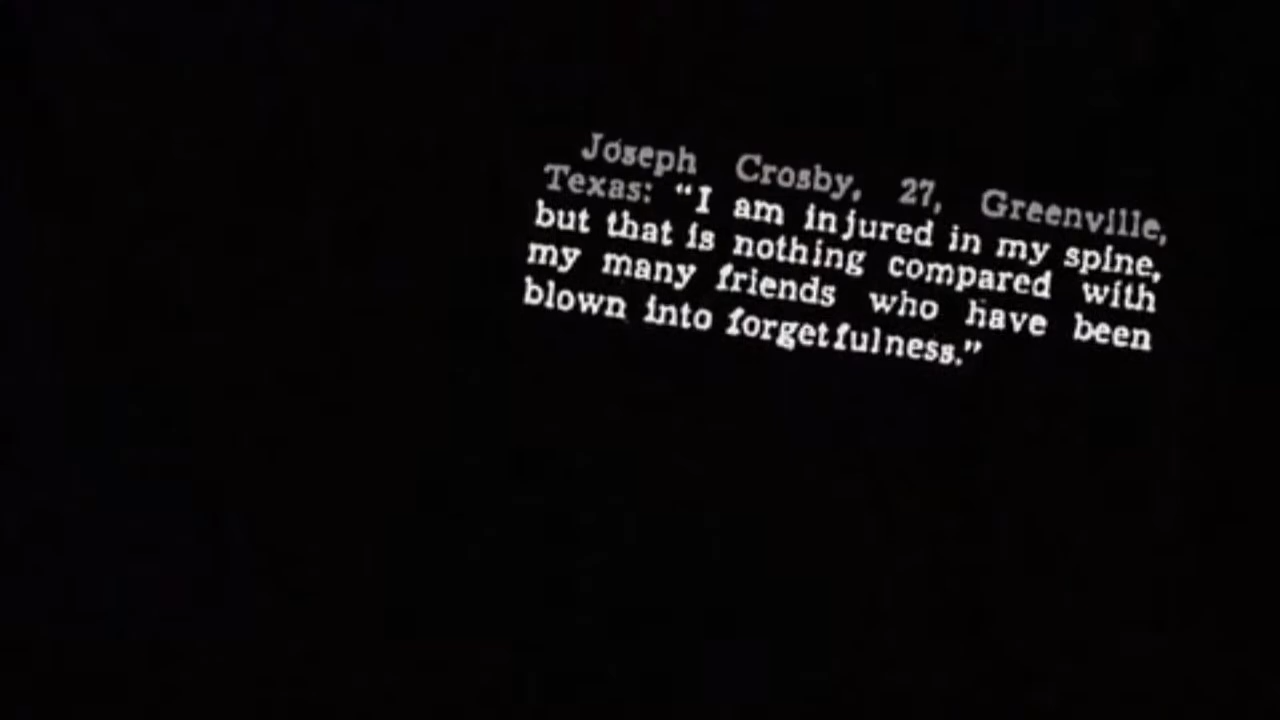 Joseph Crosby, 27, Greenville,
Texas: “I am injured in my spine,
but that is nothing compared with
my many friends who have been
blown into forgetfulness.”